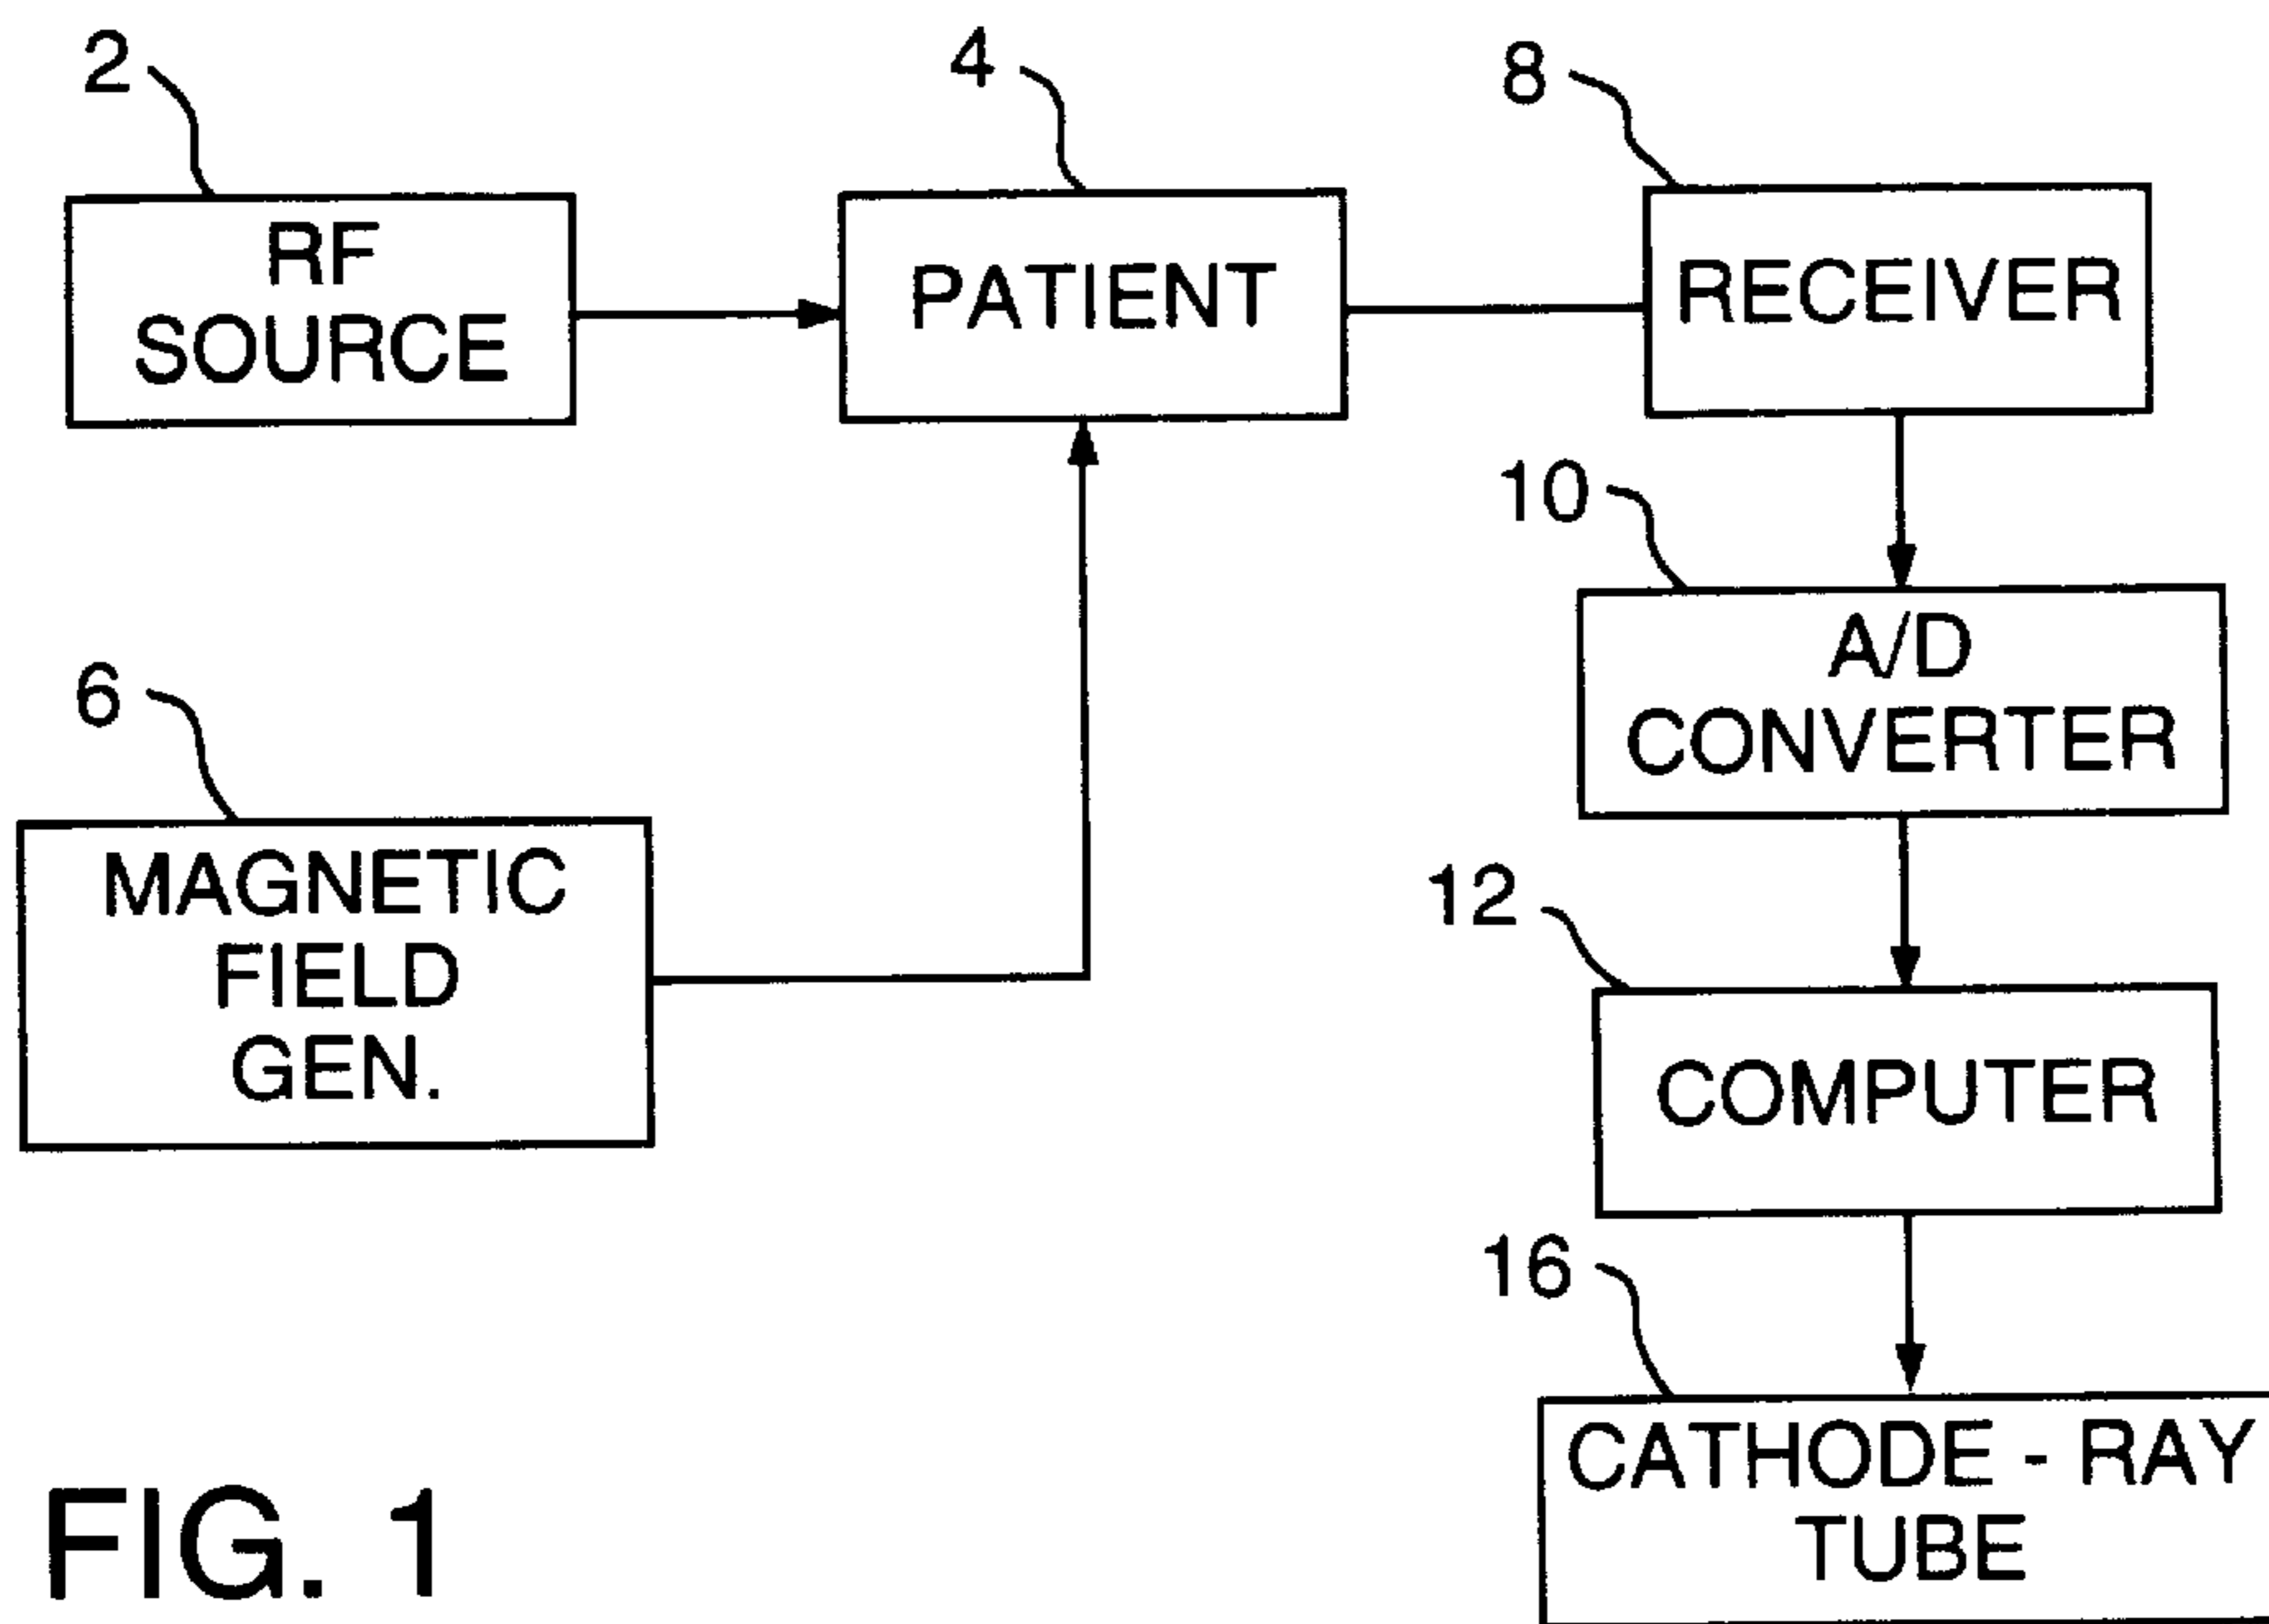 2
RF
SOURCE
4
PATIENT
8
RECEIVER
10
A/D
CONVERTER
6
MAGNETIC
FIELD
GEN.
12
COMPUTER
16
CATHODE - RAY
TUBE
FIG. 1